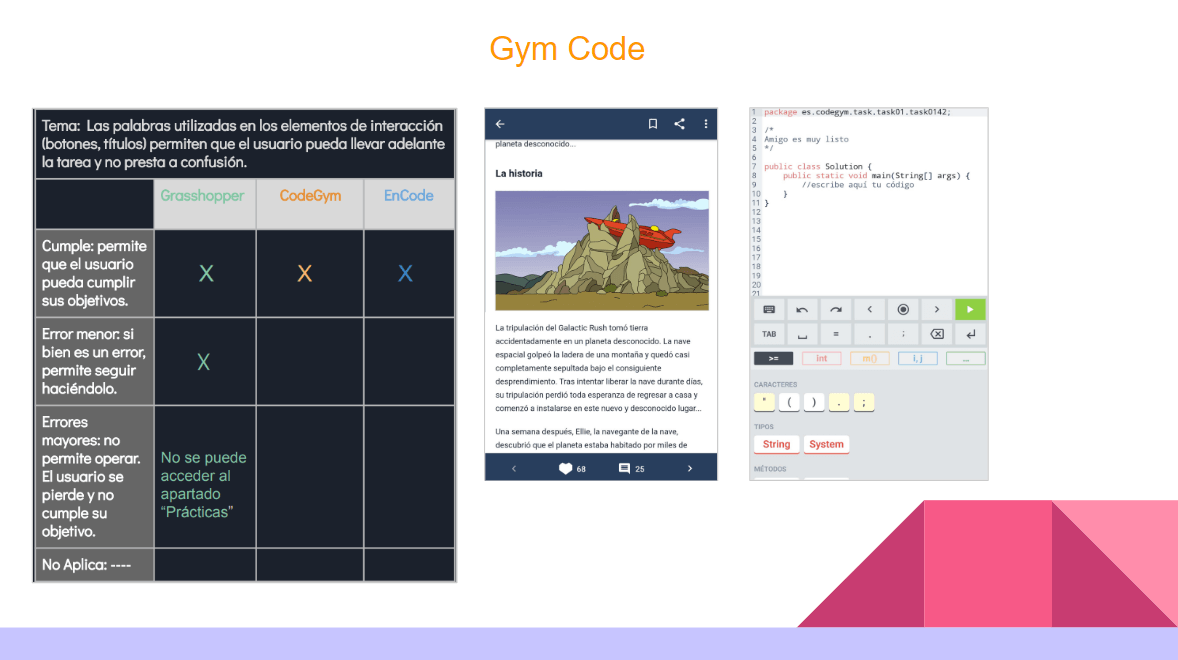 Gym Code
Tema: Las palabras utilizadas en los elementos de interacción
(botones, títulos) permiten que el usuario pueda llevar adelante
la tarea y no presta a confusión.
Grasshopper
CodeGym
EnCode
Cumple: permite
que el usuario
pueda cumplir
sus objetivos.
X
X
X
Error menor: si
bien es un error,
permite seguir
haciéndolo.
X
Errores
mayores: no
permite operar.
El usuario se
pierde y no
cumple su
objetivo.
No se puede
acceder al
apartado
“Prácticas”
No Aplica: ----
planeta desconocido...
La historia
La tripulación del Galactic Rush tomó tierra
accidentadamente en un planeta desconocido. La nave
espacial golpeó la ladera de una montaña y quedó casi
completamente sepultada bajo el consiguiente
desprendimiento. Tras intentar liberar la nave durante días,
su tripulación perdió toda esperanza de regresar a casa y
comenzó a instalarse en este nuevo y desconocido lugar...
Una semana después, Ellie, la navegante de la nave,
descubrió que el planeta estaba habitado por miles de
68
25
1 package es.codegym.task.task01.task0142;
2
3 /*
4 Amigo es muy listo
5 */
6
7 public class Solution {
8 public static void main(String[] args) {
9 //escribe aquí tu código
10 }
11 }
12
13
14
15
16
17
18
19
20
21
TAB = . ;
>= int m() i, j ...
CARACTERES
" ( ) . ;
TIPOS
String System
MÉTODOS